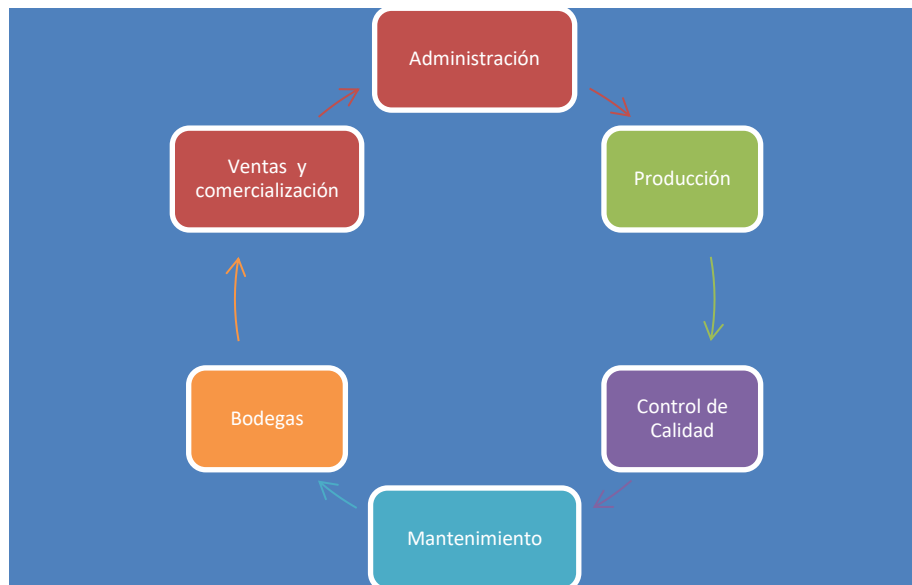 Administración
Producción
Control de
Calidad
Mantenimiento
Bodegas
Ventas y
comercialización